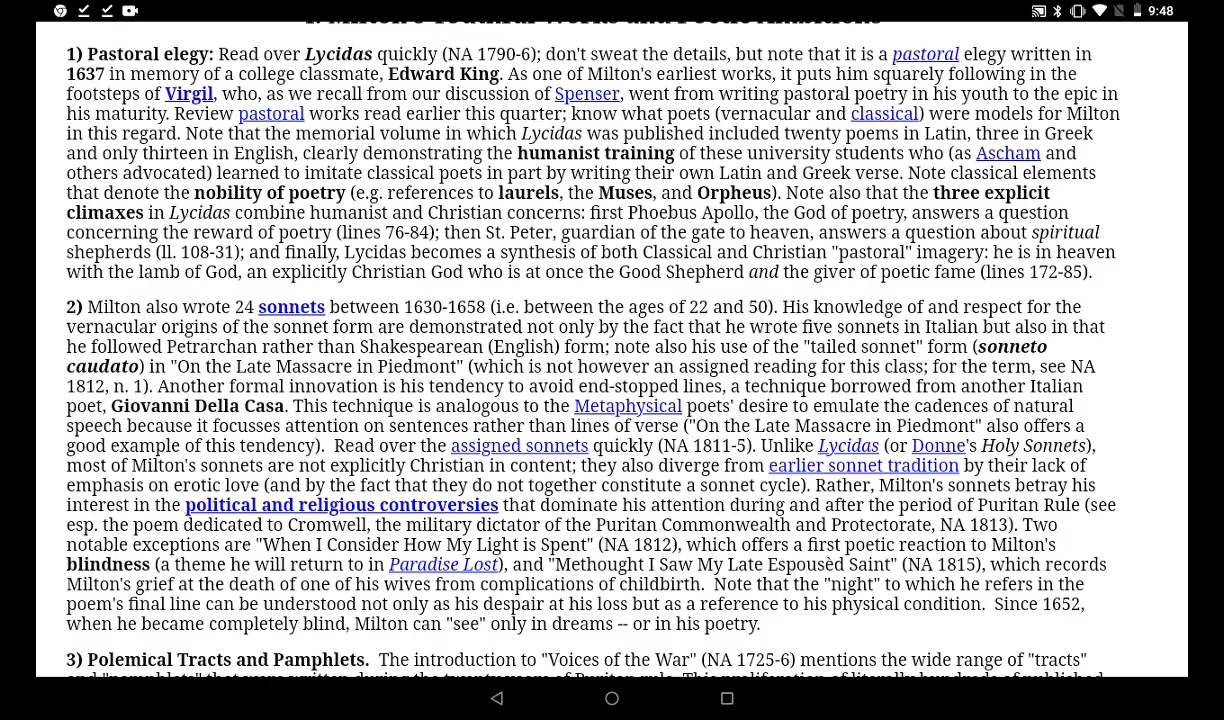 9:48
1) Pastoral elegy: Read over Lycidas quickly (NA 1790-6); don't sweat the details, but note that it is a pastoral elegy written in
1637 in memory of a college classmate, Edward King. As one of Milton's earliest works, it puts him squarely following in the
footsteps of Virgil, who, as we recall from our discussion of Spenser, went from writing pastoral poetry in his youth to the epic in
his maturity. Review pastoral works read earlier this quarter; know what poets (vernacular and classical) were models for Milton
in this regard. Note that the memorial volume in which Lycidas was published included twenty poems in Latin, three in Greek
and only thirteen in English, clearly demonstrating the humanist training of these university students who (as Ascham and
others advocated) learned to imitate classical poets in part by writing their own Latin and Greek verse. Note classical elements
that denote the nobility of poetry (e.g. references to laurels, the Muses, and Orpheus). Note also that the three explicit
climaxes in Lycidas combine humanist and Christian concerns: first Phoebus Apollo, the God of poetry, answers a question
concerning the reward of poetry (lines 76-84); then St. Peter, guardian of the gate to heaven, answers a question about spiritual
shepherds (ll. 108-31); and finally, Lycidas becomes a synthesis of both Classical and Christian "pastoral" imagery: he is in heaven
with the lamb of God, an explicitly Christian God who is at once the Good Shepherd and the giver of poetic fame (lines 172-85).
2) Milton also wrote 24 sonnets between 1630-1658 (i.e. between the ages of 22 and 50). His knowledge of and respect for the
vernacular origins of the sonnet form are demonstrated not only by the fact that he wrote five sonnets in Italian but also in that
he followed Petrarchan rather than Shakespearean (English) form; note also his use of the "tailed sonnet" form (sonneto
caudato) in "On the Late Massacre in Piedmont" (which is not however an assigned reading for this class; for the term, see NA
1812, n. 1). Another formal innovation is his tendency to avoid end-stopped lines, a technique borrowed from another Italian
poet, Giovanni Della Casa. This technique is analogous to the Metaphysical poets' desire to emulate the cadences of natural
speech because it focusses attention on sentences rather than lines of verse ("On the Late Massacre in Piedmont" also offers a
good example of this tendency). Read over the assigned sonnets quickly (NA 1811-5). Unlike Lycidas (or Donne's Holy Sonnets),
most of Milton's sonnets are not explicitly Christian in content; they also diverge from earlier sonnet tradition by their lack of
emphasis on erotic love (and by the fact that they do not together constitute a sonnet cycle). Rather, Milton's sonnets betray his
interest in the political and religious controversies that dominate his attention during and after the period of Puritan Rule (see
esp. the poem dedicated to Cromwell, the military dictator of the Puritan Commonwealth and Protectorate, NA 1813). Two
notable exceptions are "When I Consider How My Light is Spent" (NA 1812), which offers a first poetic reaction to Milton's
blindness (a theme he will return to in Paradise Lost), and "Methought I Saw My Late Espousèd Saint" (NA 1815), which records
Milton's grief at the death of one of his wives from complications of childbirth. Note that the "night" to which he refers in the
poem's final line can be understood not only as his despair at his loss but as a reference to his physical condition. Since 1652,
when he became completely blind, Milton can "see" only in dreams -- or in his poetry.
3) Polemical Tracts and Pamphlets. The introduction to "Voices of the War" (NA 1725-6) mentions the wide range of "tracts"